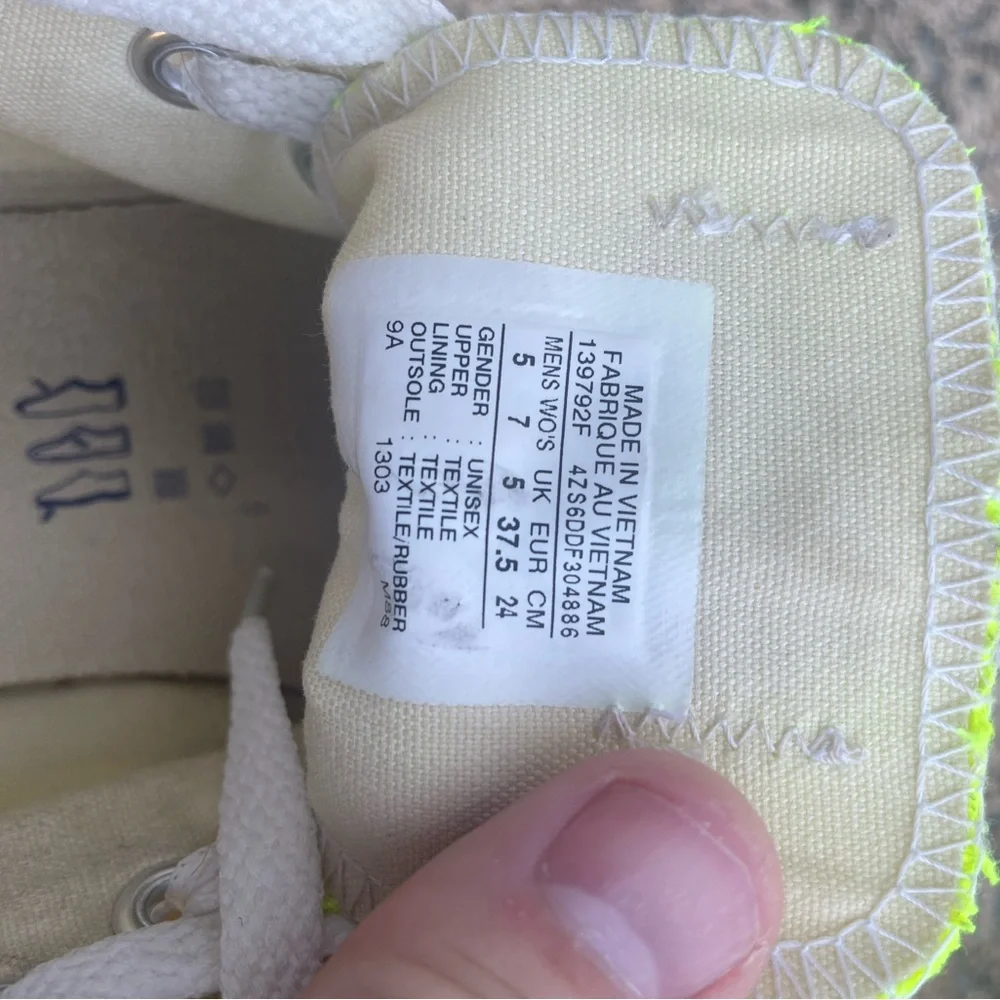 MADE IN VIETNAM
FABRIQUE AU VIETNAM
139792F 4ZS6DDF304886
MENS WO'S UK EUR CM
5 7 5 37.5 24
GENDER : UNISEX
UPPER : TEXTILE
LINING : TEXTILE
OUTSOLE : TEXTILE/RUBBER
9A 1303